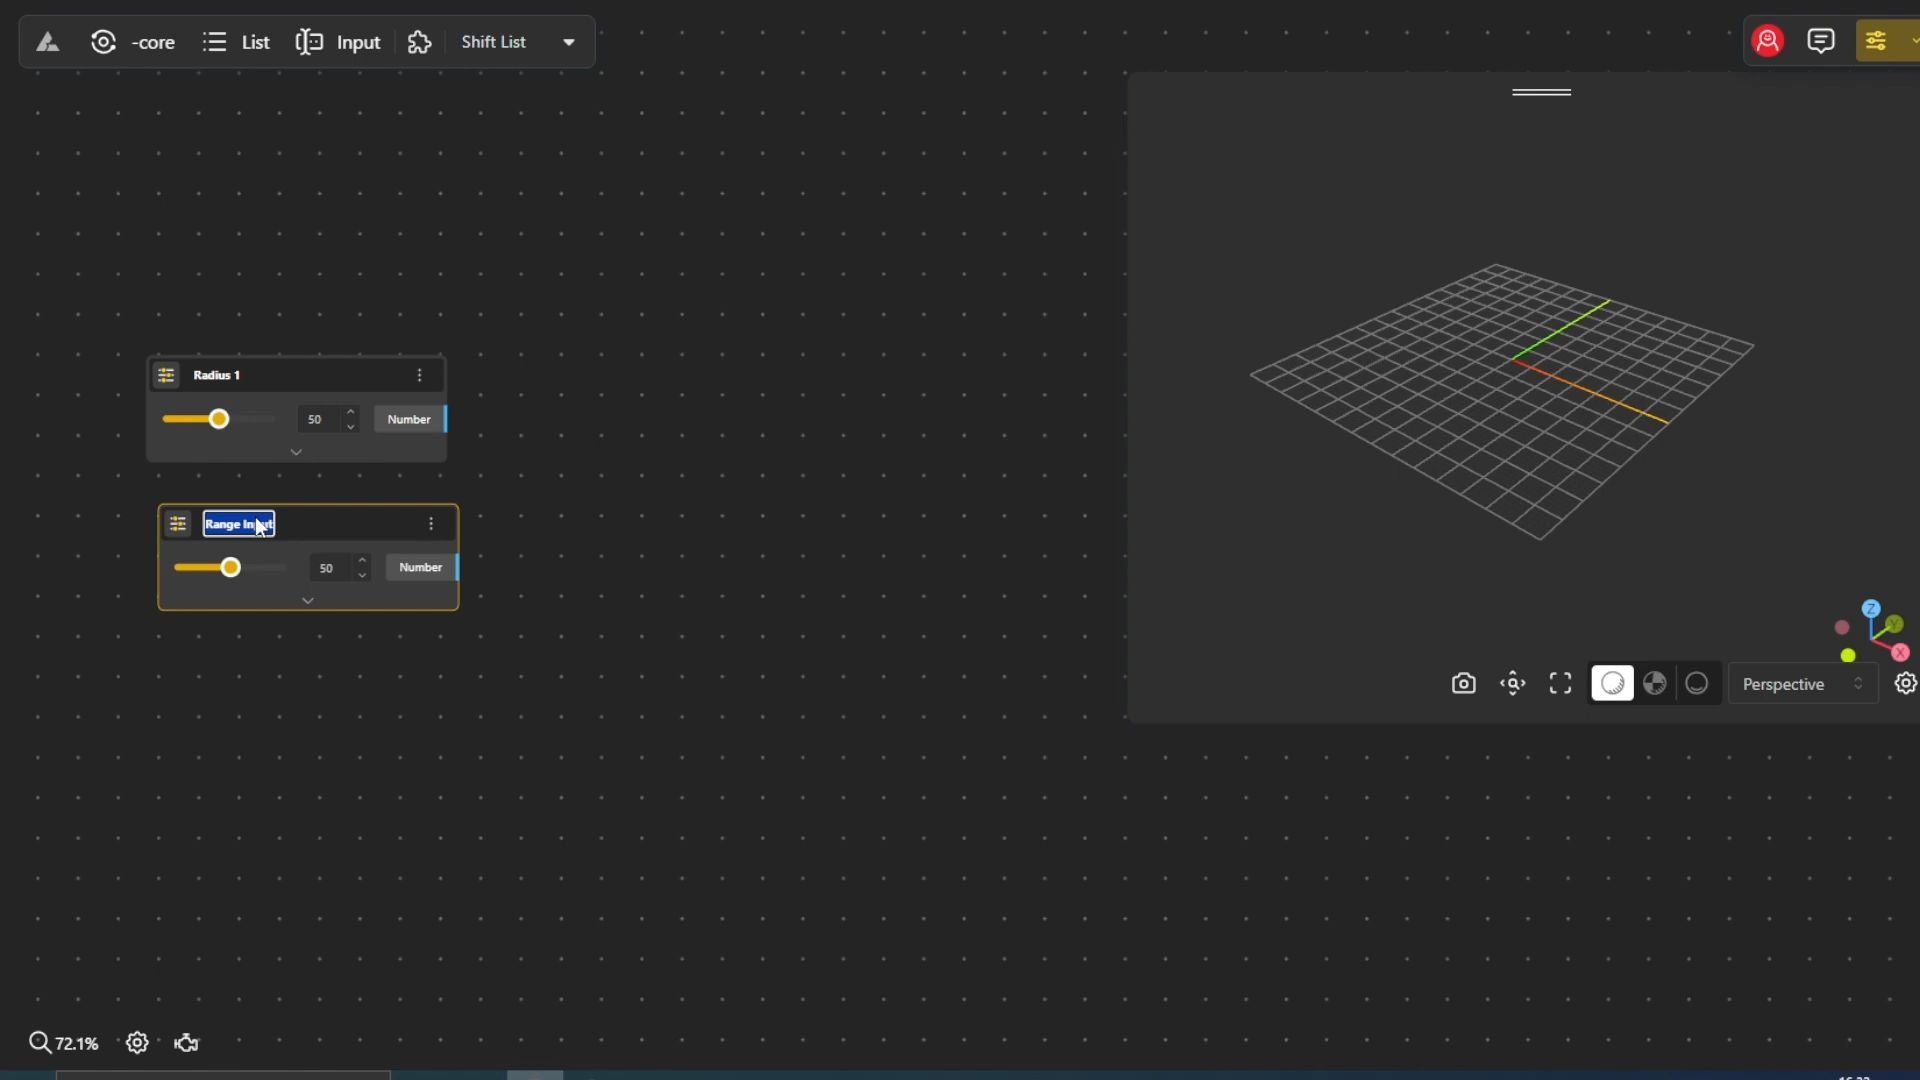 -core List Input Shift List
Radius 1
50 Number
Range Input
50 Number
Z
Y
X
Perspective
72.1%